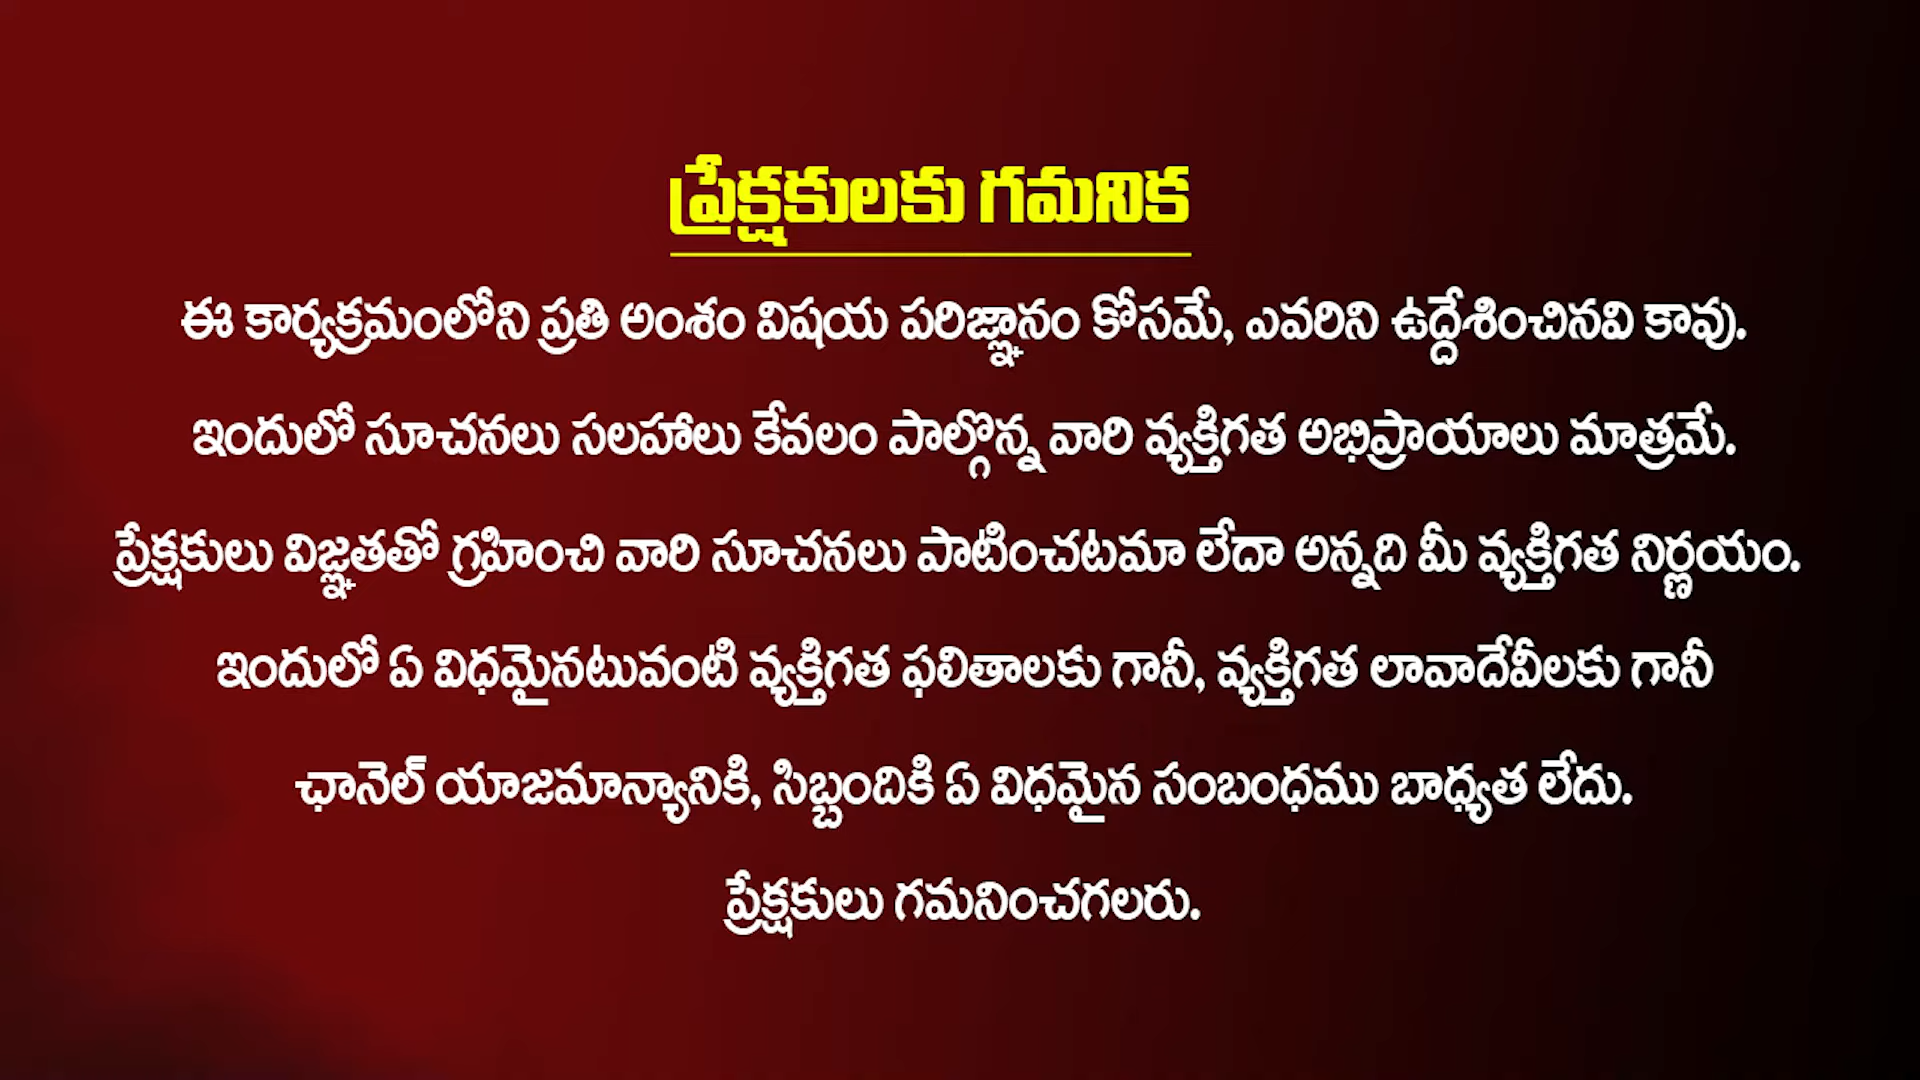 ప్రేక్షకులకు గమనిక
ఈ కార్యక్రమంలోని ప్రతి అంశం విషయ పరిజ్ఞానం కోసమే, ఎవరిని ఉద్దేశించినవి కావు.
ఇందులో సూచనలు సలహాలు కేవలం పాల్గొన్న వారి వ్యక్తిగత అభిప్రాయాలు మాత్రమే.
ప్రేక్షకులు విజ్ఞతతో గ్రహించి వారి సూచనలు పాటించటమా లేదా అన్నది మీ వ్యక్తిగత నిర్ణయం.
ఇందులో ఏ విధమైనటువంటి వ్యక్తిగత ఫలితాలకు గానీ, వ్యక్తిగత లావాదేవీలకు గానీ
ఛానెల్ యాజమాన్యానికి, సిబ్బందికి ఏ విధమైన సంబంధము బాధ్యత లేదు.
ప్రేక్షకులు గమనించగలరు.